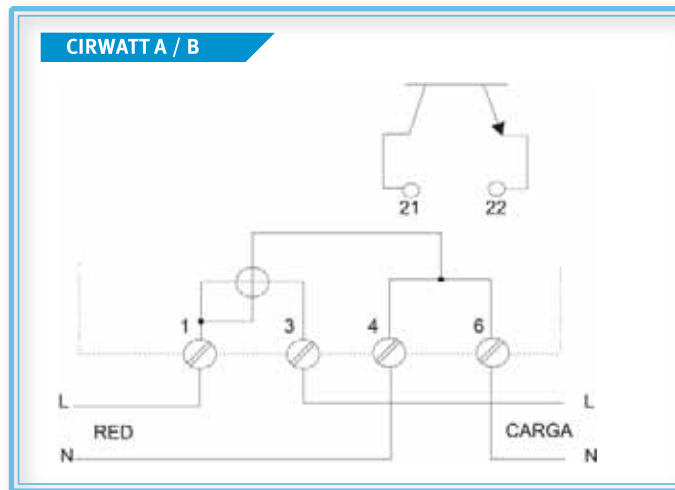 CIRWATT A / B
21 22
1 3 4 6
L L
RED CARGA
N N